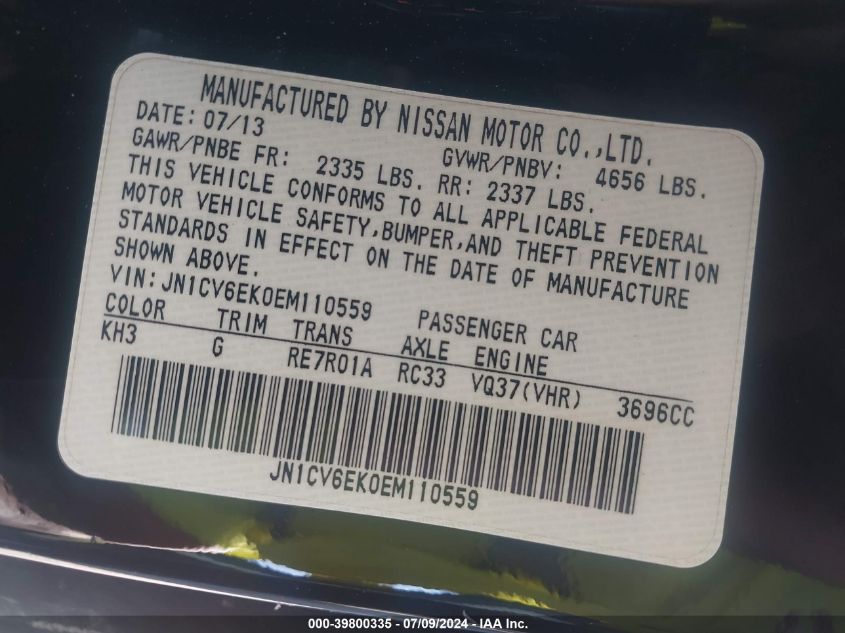 MANUFACTURED BY NISSAN MOTOR CO.,LTD.
DATE: 07/13 GVWR/PNBV: 4656 LBS.
GAWR/PNBE FR: 2335 LBS. RR: 2337 LBS.
THIS VEHICLE CONFORMS TO ALL APPLICABLE FEDERAL
MOTOR VEHICLE SAFETY,BUMPER,AND THEFT PREVENTION
STANDARDS IN EFFECT ON THE DATE OF MANUFACTURE
SHOWN ABOVE.
VIN:JN1CV6EK0EM110559 PASSENGER CAR
COLOR TRIM TRANS AXLE ENGINE
KH3 G RE7R01A RC33 VQ37(VHR) 3696CC
JN1CV6EK0EM110559
000-39800335 - 07/09/2024 - IAA Inc.